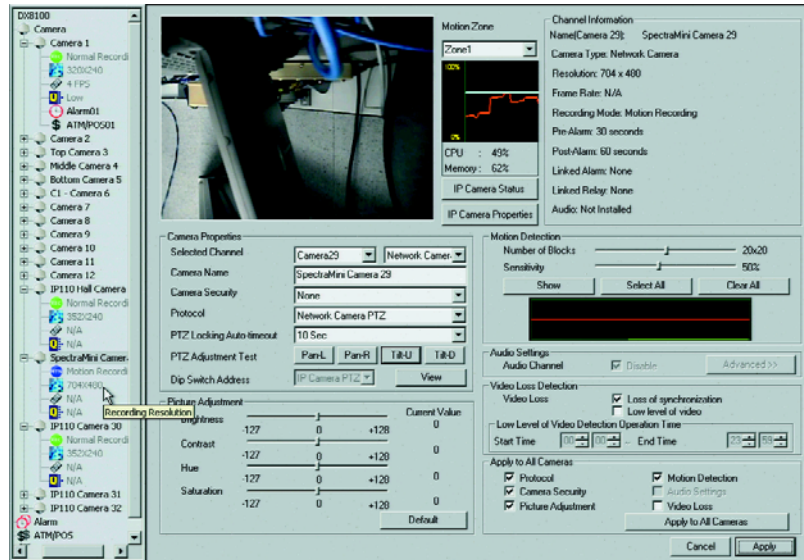 DX8100
Camera
Camera 1
Normal Recordi
320X240
4 FPS
Low
Alarm01
ATM/POS01
Camera 2
Top Camera 3
Middle Camera 4
Bottom Camera 5
C1 - Camera 6
Camera 7
Camera 8
Camera 9
Camera 10
Camera 11
Camera 12
IP110 Hall Camera
Normal Recordi
352X240
N/A
N/A
SpectraMini Camer
Motion Recordi
704X480
N/A
N/A
Recording Resolution
IP110 Camera 30
Normal Recordi
352X240
N/A
N/A
IP110 Camera 31
IP110 Camera 32
Alarm
ATM/POS
Motion Zone
Zone1
100%
0%
CPU : 49%
Memory : 62%
IP Camera Status
IP Camera Properties
Channel Information
Name(Camera 29): SpectraMini Camera 29
Camera Type: Network Camera
Resolution: 704 x 480
Frame Rate: N/A
Recording Mode: Motion Recording
Pre-Alarm: 30 seconds
Post-Alarm: 60 seconds
Linked Alarm: None
Linked Relay: None
Audio: Not Installed
Camera Properties
Selected Channel Camera29 Network Camer
Camera Name SpectraMini Camera 29
Camera Security None
Protocol Network Camera PTZ
PTZ Locking Auto-timeout 10 Sec
PTZ Adjustment Test Pan-L Pan-R Tilt-U Tilt-D
Dip Switch Address IP Camera PTZ View
Picture Adjustment
Current Value
Brightness -127 0 +128 0
Contrast -127 0 +128 0
Hue -127 0 +128 0
Saturation -127 0 +128 0
Default
Motion Detection
Number of Blocks 20x20
Sensitivity 50%
Show Select All Clear All
Audio Settings
Audio Channel Disable Advanced >>
Video Loss Detection
Video Loss Loss of synchronization
Low level of video
Low Level of Video Detection Operation Time
Start Time 00 00 - End Time 23 59
Apply to All Cameras
Protocol Motion Detection
Camera Security Audio Settings
Picture Adjustment Video Loss
Apply to All Cameras
Cancel Apply